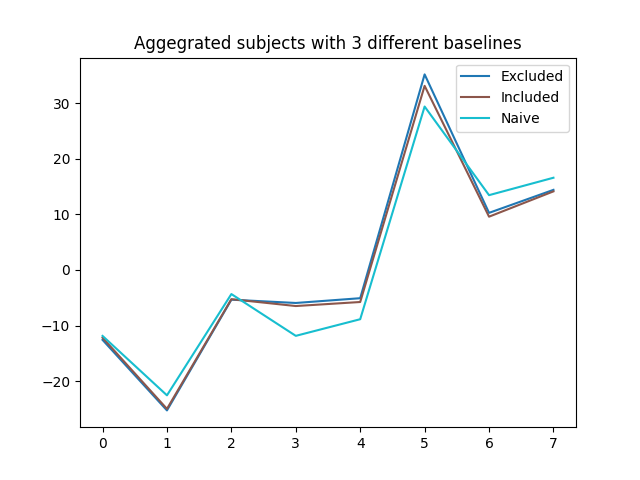 Aggegrated subjects with 3 different baselines
Excluded
Included
Naive
30
20
10
0
−10
−20
0 1 2 3 4 5 6 7